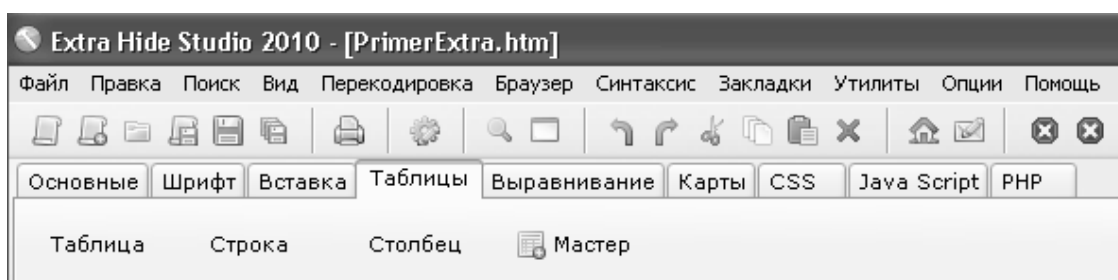 Extra Hide Studio 2010 - [PrimerExtra.htm]
Файл Правка Поиск Вид Перекодировка Браузер Синтаксис Закладки Утилиты Опции Помощь
Основные Шрифт Вставка Таблицы Выравнивание Карты CSS Java Script PHP
Таблица Строка Столбец Мастер